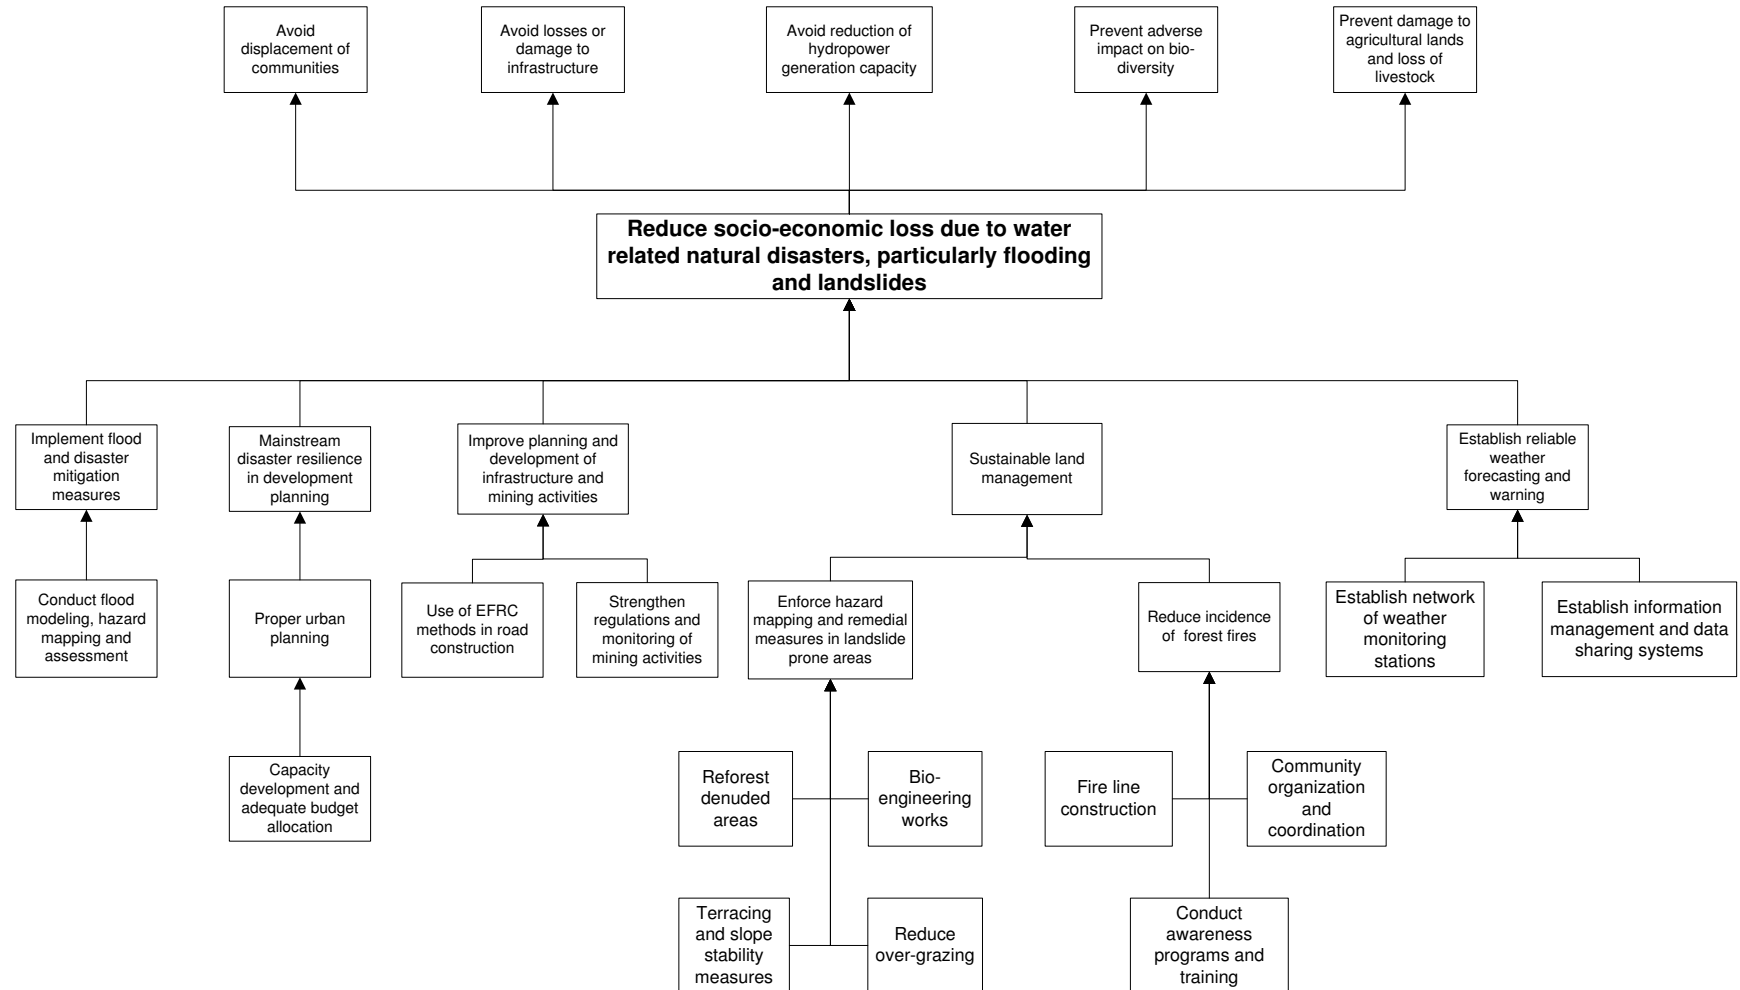 Avoid
displacement of
communities
Avoid losses or
damage to
infrastructure
Avoid reduction of
hydropower
generation capacity
Prevent adverse
impact on bio-
diversity
Prevent damage to
agricultural lands
and loss of
livestock
Reduce socio-economic loss due to water
related natural disasters, particularly flooding
and landslides
Implement flood
and disaster
mitigation
measures
Mainstream
disaster resilience
in development
planning
Improve planning and
development of
infrastructure and
mining activities
Sustainable land
management
Establish reliable
weather
forecasting and
warning
Conduct flood
modeling, hazard
mapping and
assessment
Proper urban
planning
Use of EFRC
methods in road
construction
Strengthen
regulations and
monitoring of
mining activities
Enforce hazard
mapping and remedial
measures in landslide
prone areas
Reduce incidence
of forest fires
Establish network
of weather
monitoring
stations
Establish information
management and data
sharing systems
Capacity
development and
adequate budget
allocation
Reforest
denuded
areas
Bio-
engineering
works
Fire line
construction
Community
organization
and
coordination
Terracing
and slope
stability
measures
Reduce
over-grazing
Conduct
awareness
programs and
training